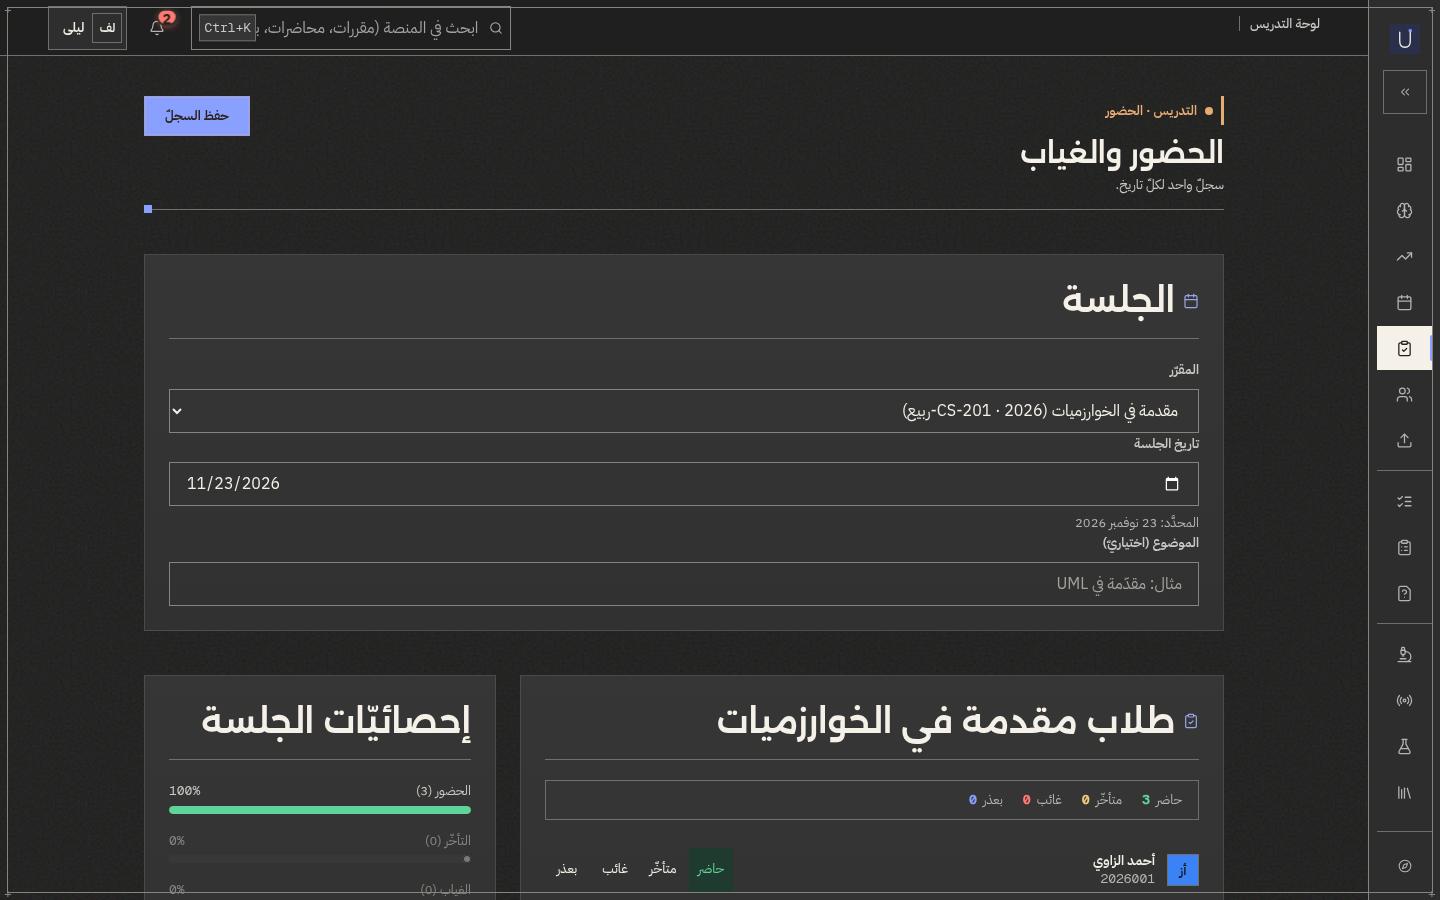 لوحة التدريس
ابحث في المنصة (مقررات، محاضرات، ب
Ctrl+K
2
لف
ليلى
التدريس · الحضور
الحضور والغياب
سجلّ واحد لكلّ تاريخ.
حفظ السجلّ
الجلسة
المقرّر
مقدمة في الخوارزميات (CS-201 · 2026-ربيع)
تاريخ الجلسة
11/23/2026
المحدَّد: 23 نوفمبر 2026
الموضوع (اختياريّ)
مثال: مقدّمة في UML
طلاب مقدمة في الخوارزميات
حاضر 3 متأخّر 0 غائب 0 بعذر 0
أز
أحمد الزاوي
2026001
حاضر متأخّر غائب بعذر
إحصائيّات الجلسة
الحضور (3) 100%
التأخّر (0) 0%
الغياب (0) 0%